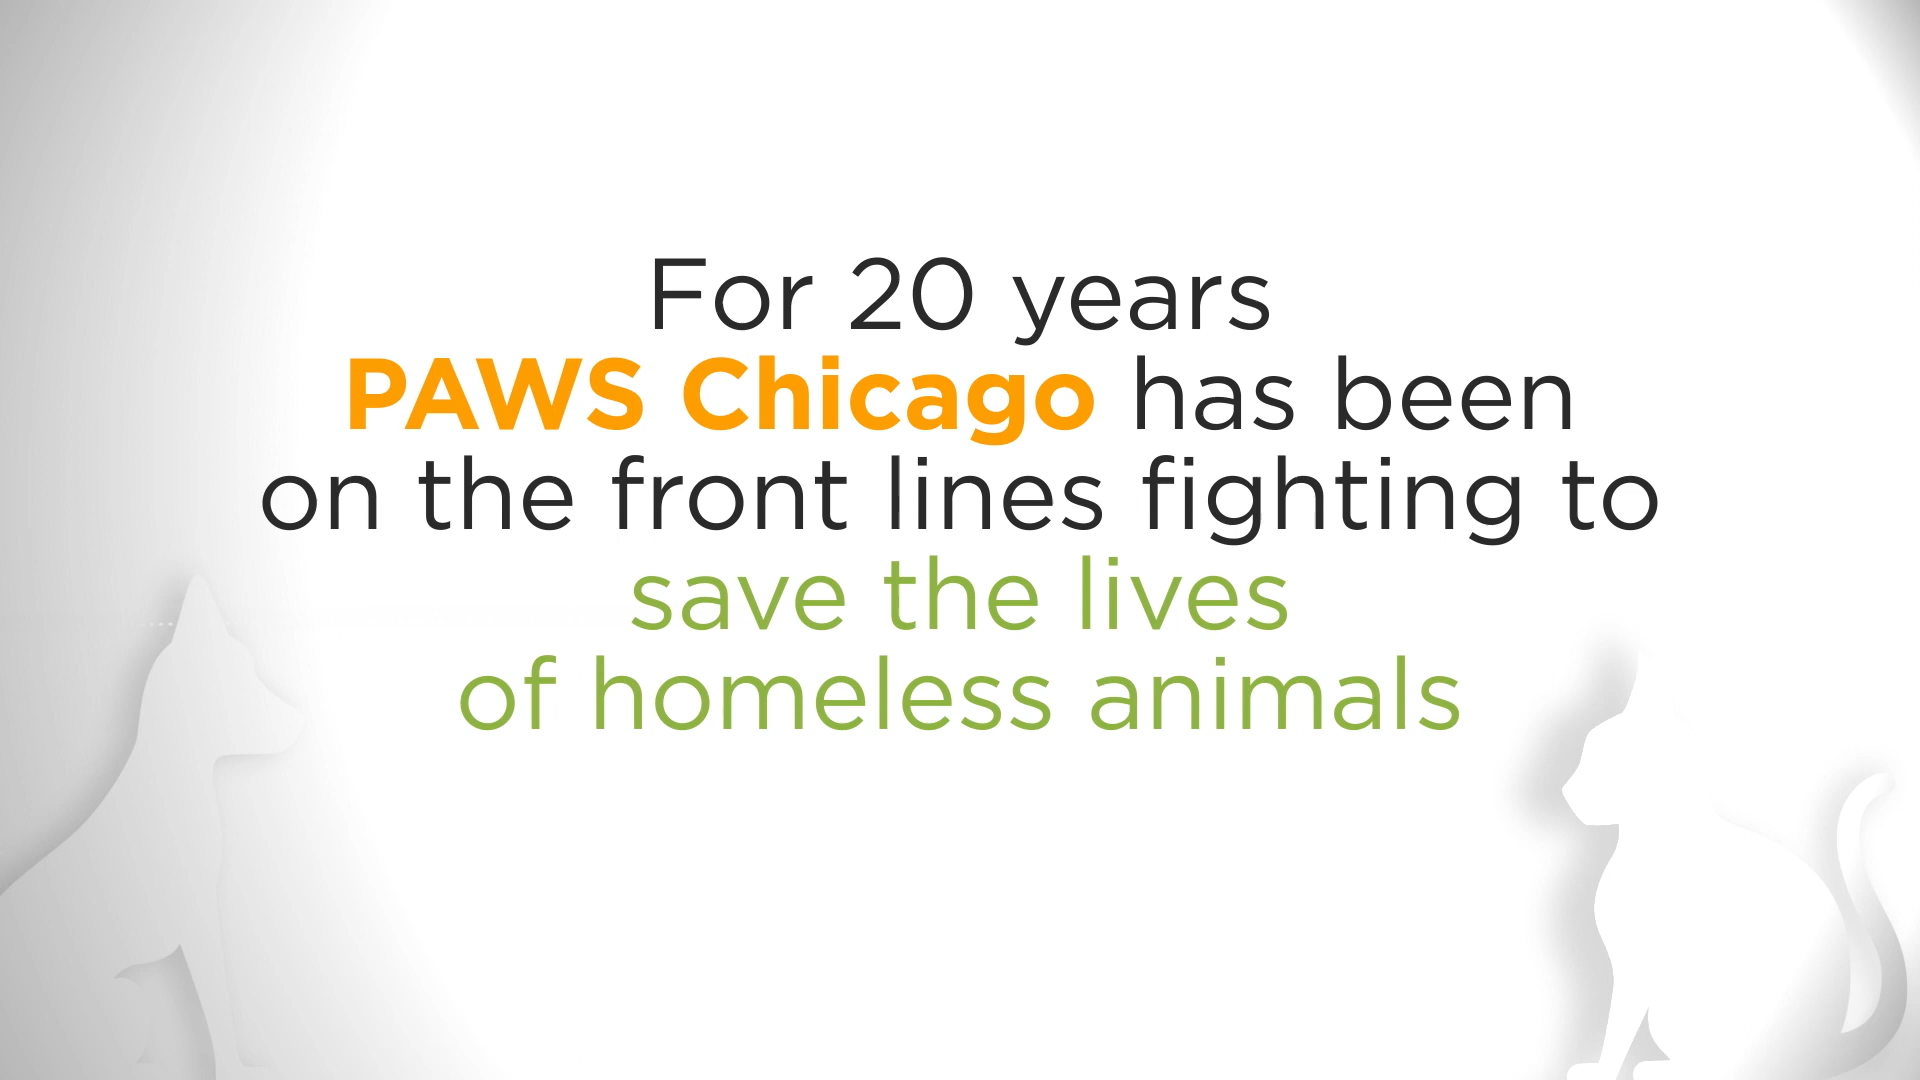 For 20 years
PAWS Chicago has been
on the front lines fighting to
save the lives
of homeless animals